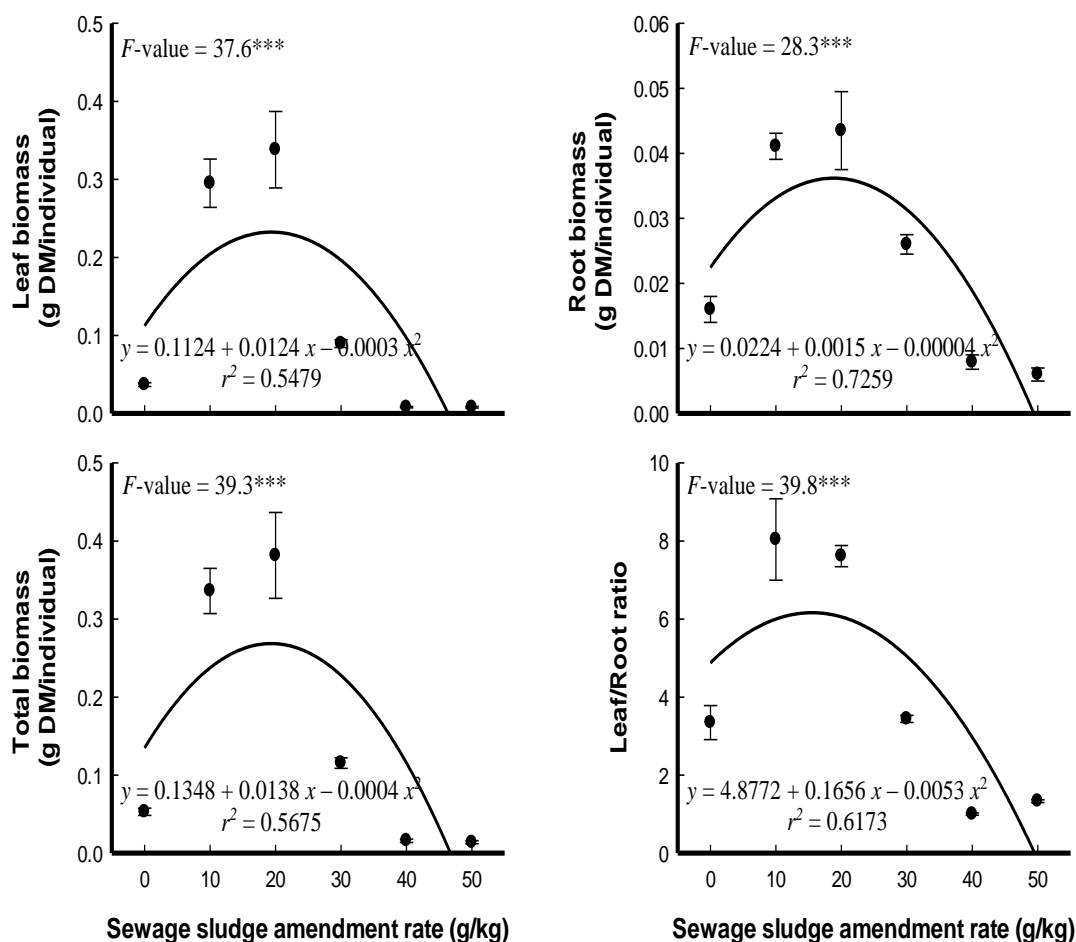 Leaf biomass
(g DM/individual)
0.5
0.4
0.3
0.2
0.1
0.0
F-value = 37.6***
y = 0.1124 + 0.0124 x – 0.0003 x²
r² = 0.5479
Root biomass
(g DM/individual)
0.06
0.05
0.04
0.03
0.02
0.01
0.00
F-value = 28.3***
y = 0.0224 + 0.0015 x – 0.00004 x²
r² = 0.7259
Total biomass
(g DM/individual)
0.5
0.4
0.3
0.2
0.1
0.0
F-value = 39.3***
y = 0.1348 + 0.0138 x – 0.0004 x²
r² = 0.5675
0 10 20 30 40 50
Sewage sludge amendment rate (g/kg)
Leaf/Root ratio
10
8
6
4
2
0
F-value = 39.8***
y = 4.8772 + 0.1656 x – 0.0053 x²
r² = 0.6173
0 10 20 30 40 50
Sewage sludge amendment rate (g/kg)